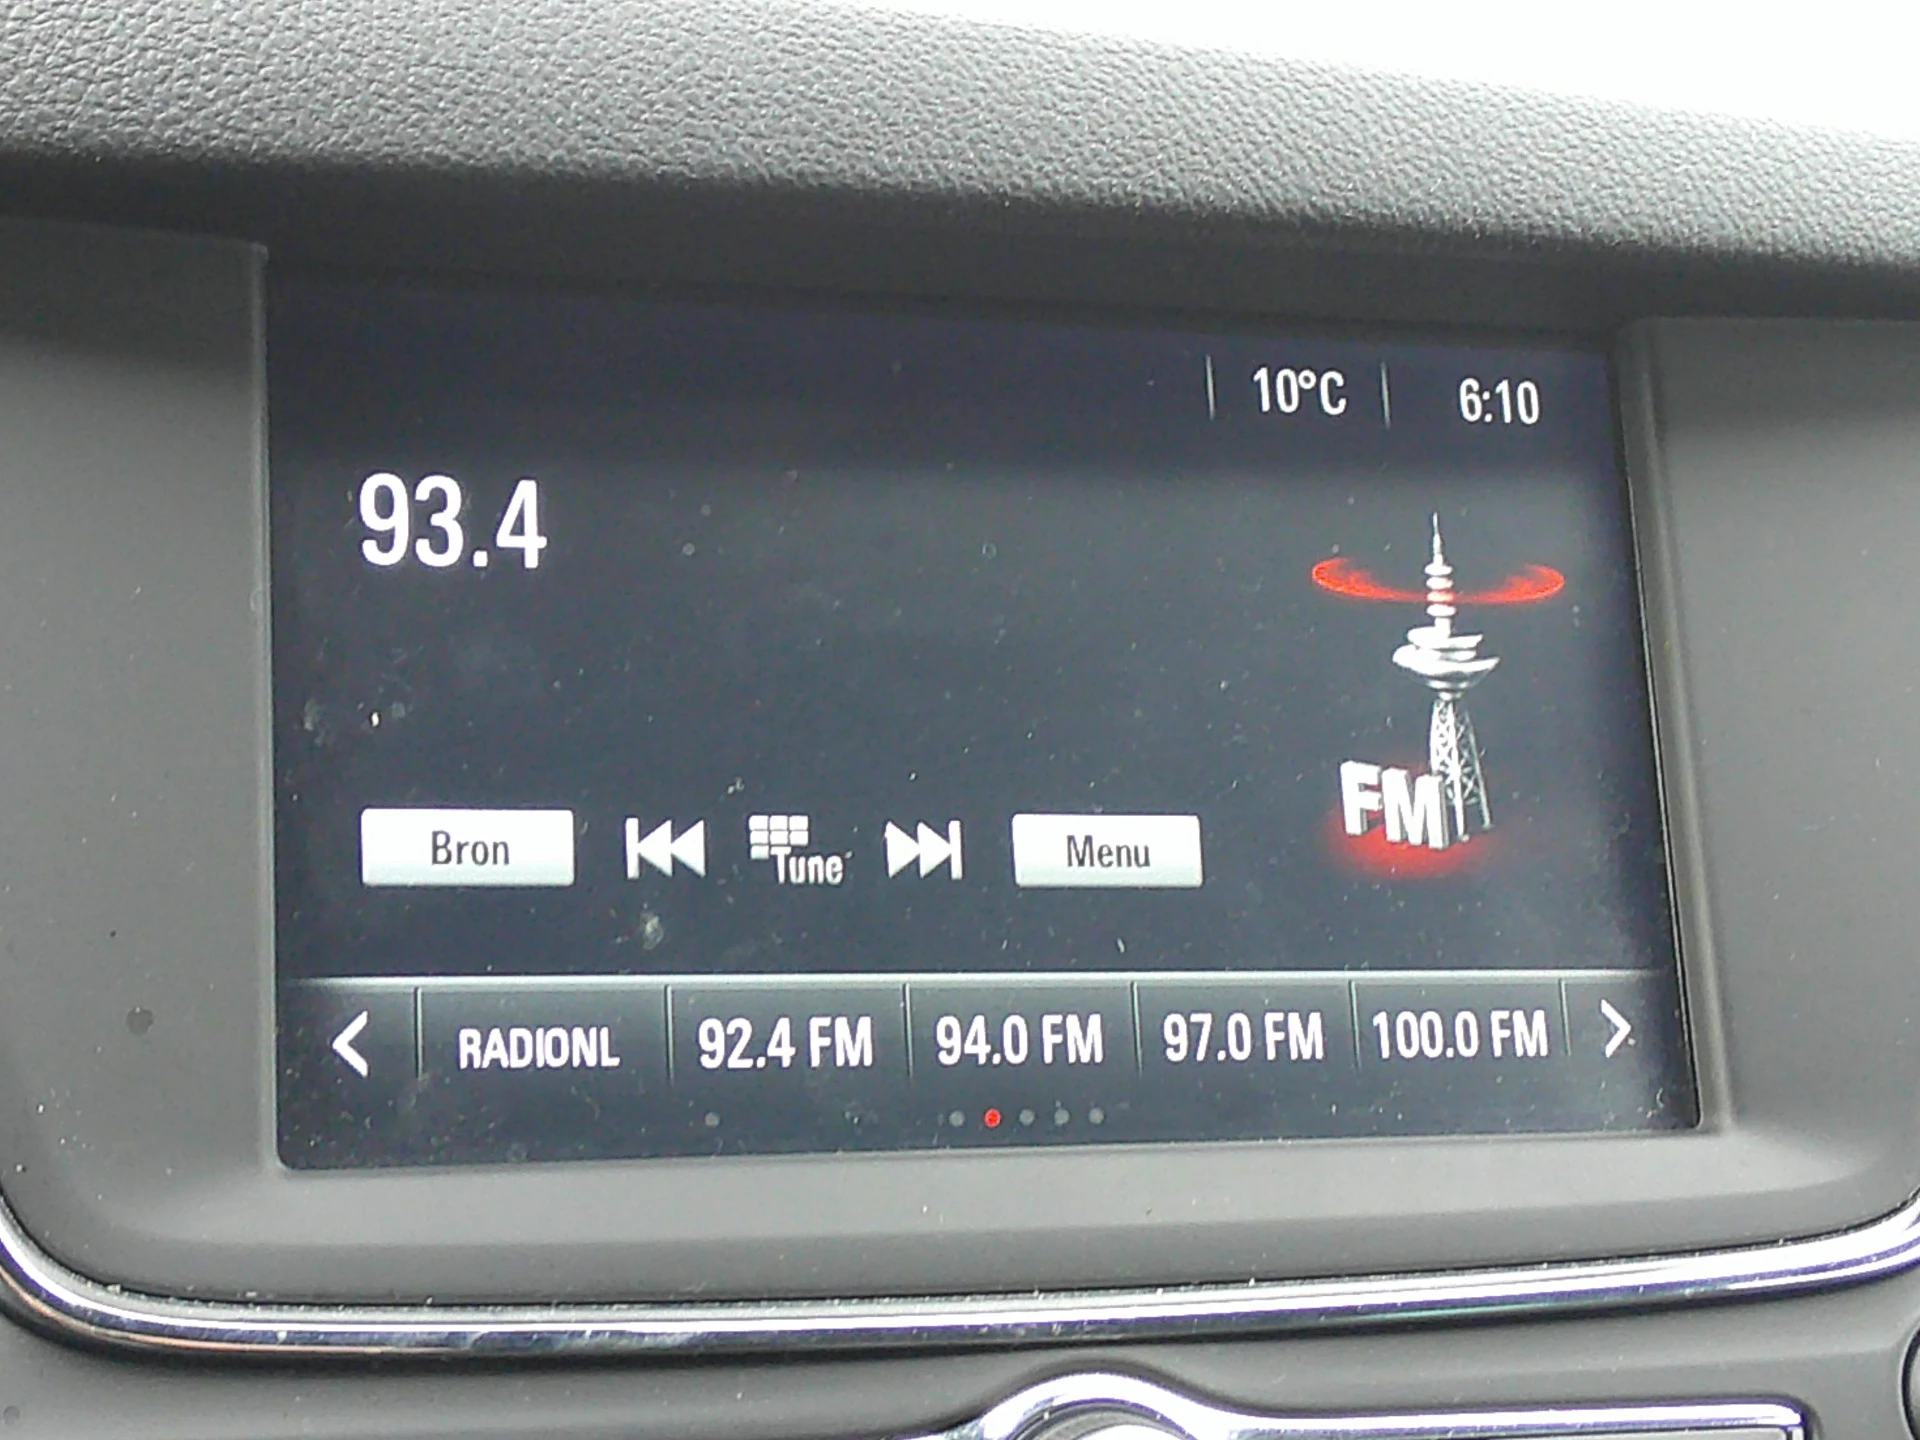 10°C 6:10
93.4
FM
Bron Tune Menu
RADIONL 92.4 FM 94.0 FM 97.0 FM 100.0 FM